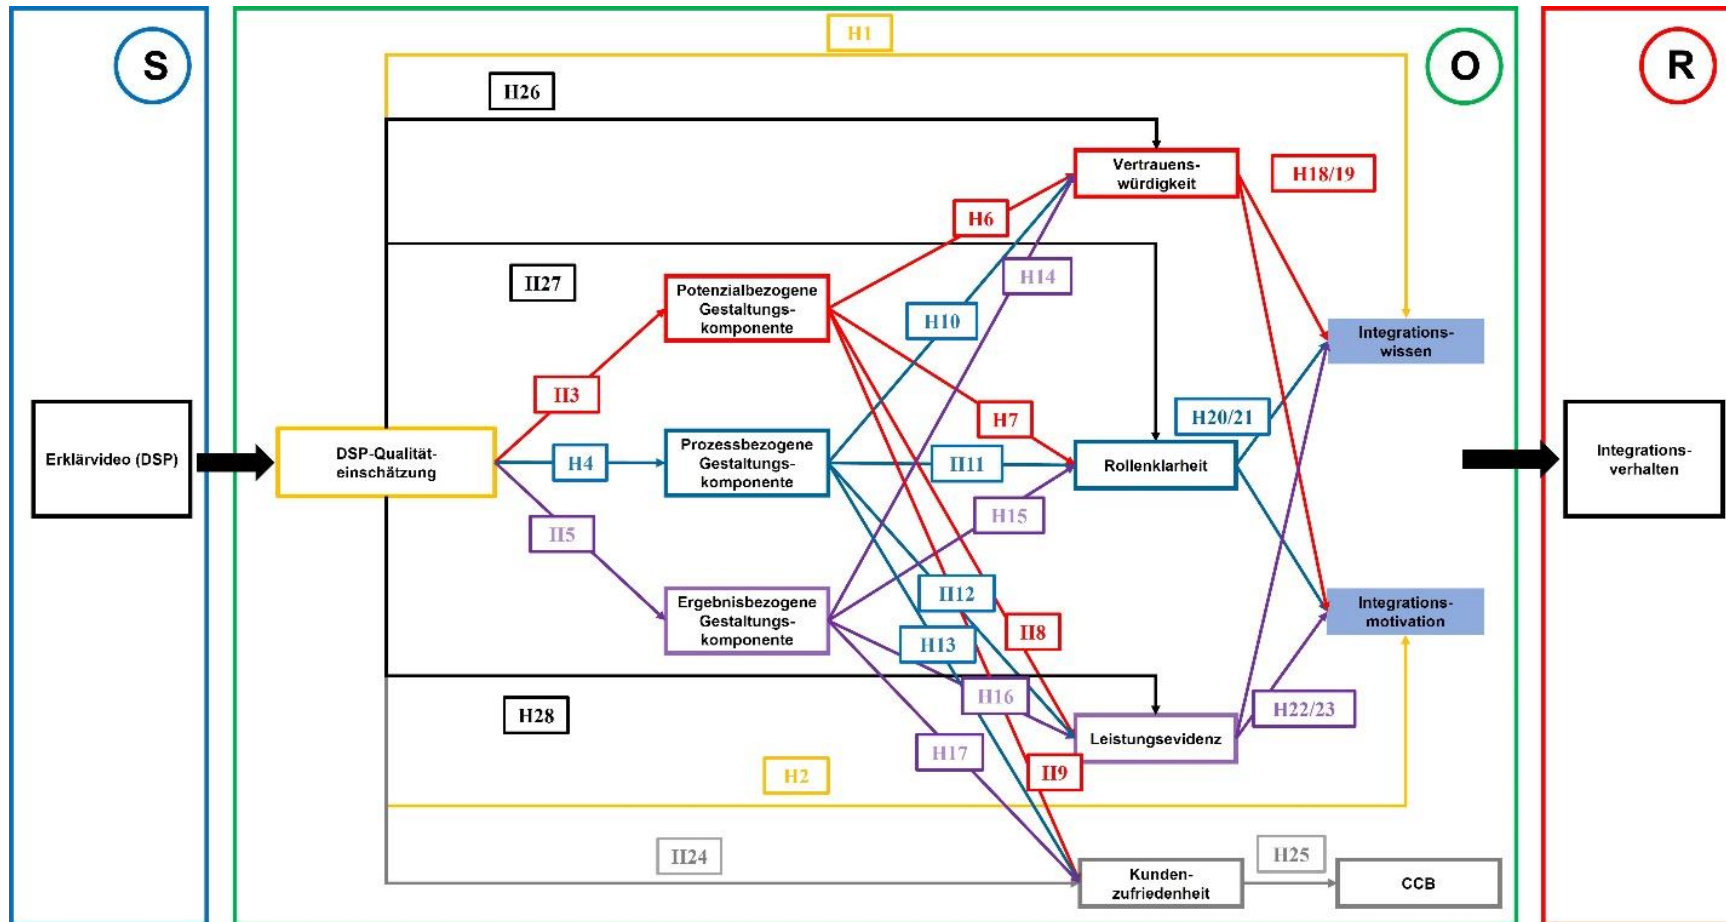 S
O
R
H1
H26
Vertrauens-
würdigkeit
H18/19
H6
H27
H14
Potenzialbezogene
Gestaltungs-
komponente
H10
Integrations-
wissen
H3
H7
H20/21
Erklärvideo (DSP)
DSP-Qualität-
einschätzung
H4
Prozessbezogene
Gestaltungs-
komponente
H11
Rollenklarheit
Integrations-
verhalten
H5
H15
H12
Ergebnisbezogene
Gestaltungs-
komponente
H8
H13
Integrations-
motivation
H16
H28
H22/23
H17
Leistungsevidenz
H2
H9
H24
H25
Kunden-
zufriedenheit
CCB